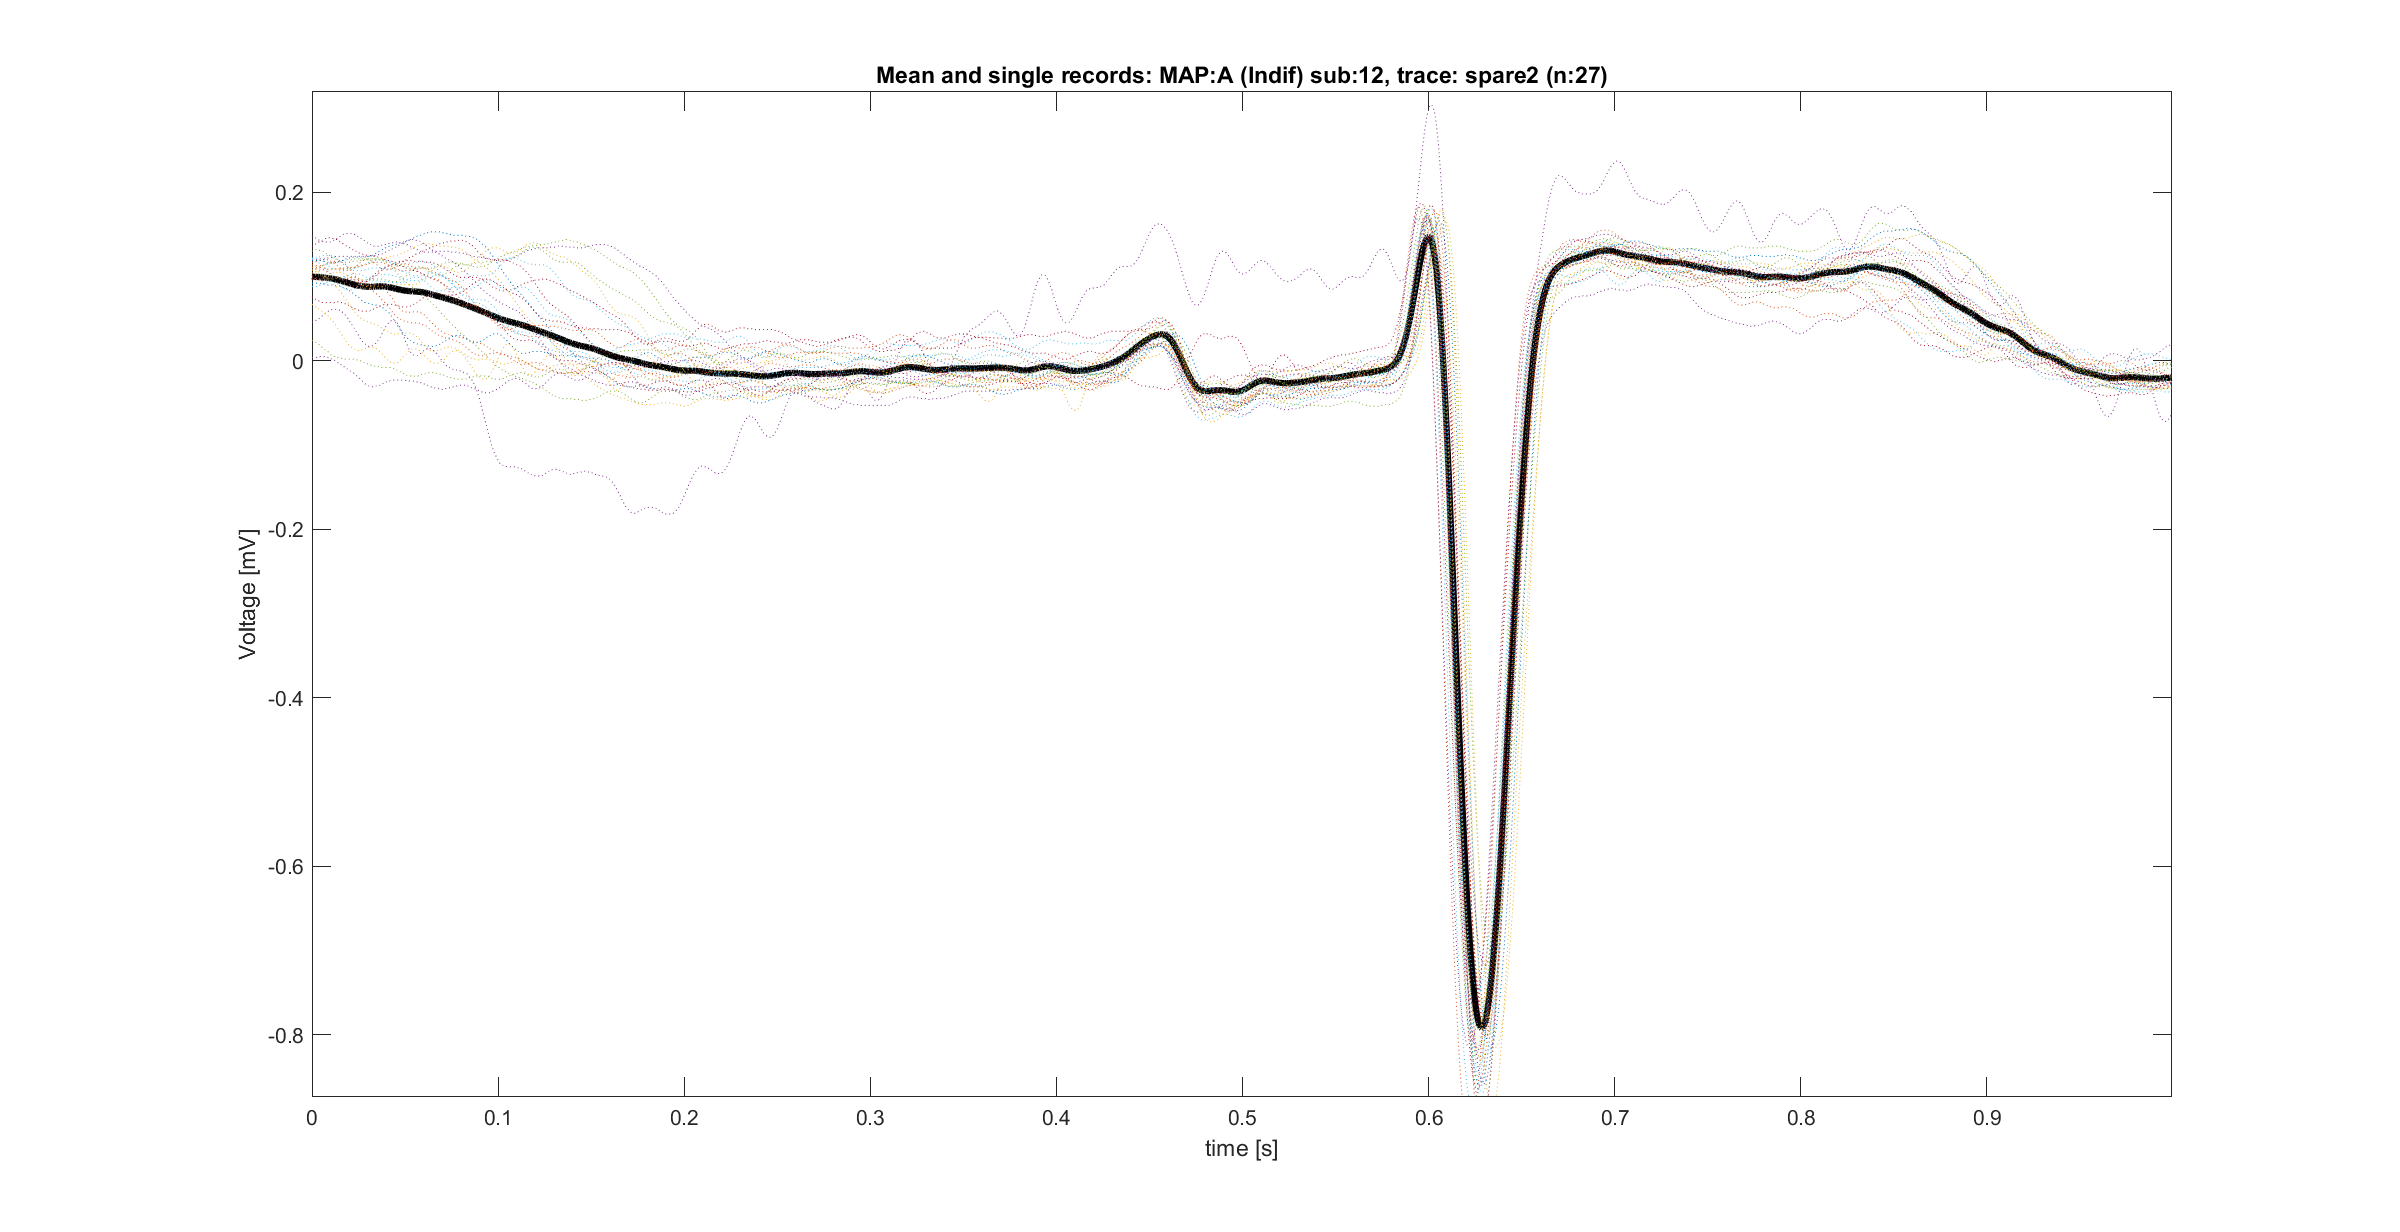 Mean and single records: MAP:A (Indif) sub:12, trace: spare2 (n:27)
0.2
0
-0.2
-0.4
-0.6
-0.8
Voltage [mV]
0 0.1 0.2 0.3 0.4 0.5 0.6 0.7 0.8 0.9
time [s]